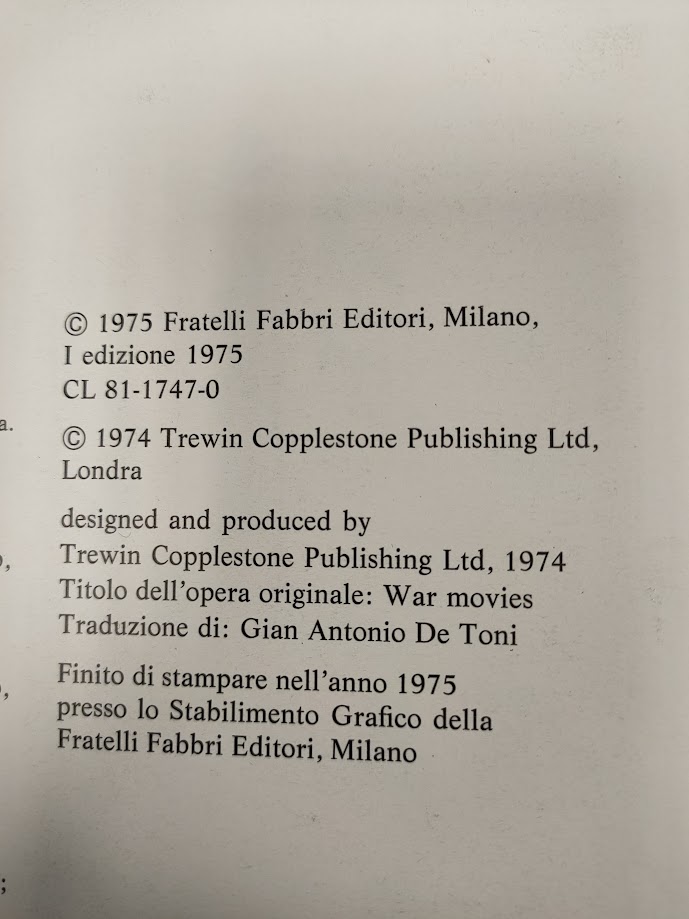 © 1975 Fratelli Fabbri Editori, Milano,
I edizione 1975
CL 81-1747-0
a.
© 1974 Trewin Copplestone Publishing Ltd,
Londra
designed and produced by
Trewin Copplestone Publishing Ltd, 1974
Titolo dell'opera originale: War movies
Traduzione di: Gian Antonio De Toni
Finito di stampare nell'anno 1975
presso lo Stabilimento Grafico della
Fratelli Fabbri Editori, Milano
;